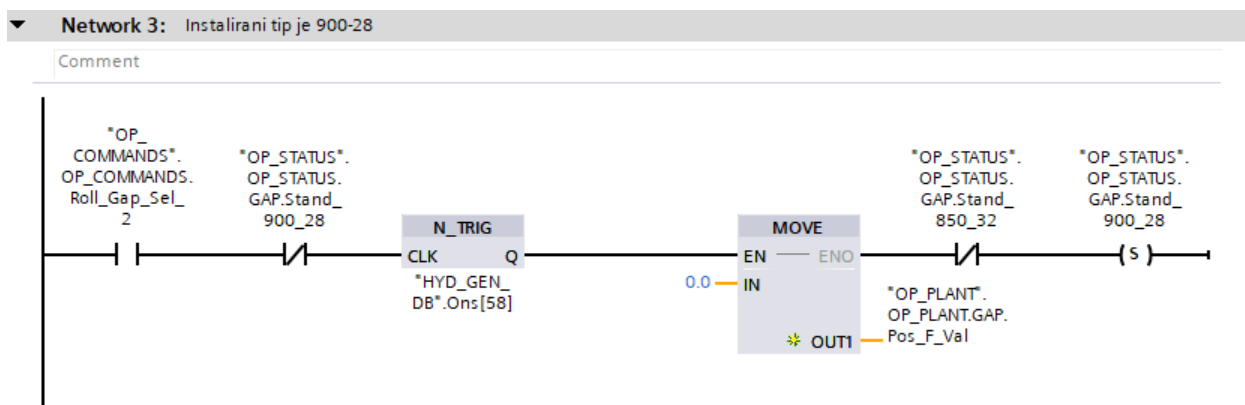 Network 3: Instalirani tip je 900-28
Comment
"OP_
COMMANDS".
OP_COMMANDS.
Roll_Gap_Sel_
2
"OP_STATUS".
OP_STATUS.
GAP.Stand_
900_28
N_TRIG
CLK Q
"HYD_GEN_
DB".Ons[58]
MOVE
EN ENO
0.0 IN
OUT1
"OP_PLANT".
OP_PLANT.GAP.
Pos_F_Val
"OP_STATUS".
OP_STATUS.
GAP.Stand_
850_32
"OP_STATUS".
OP_STATUS.
GAP.Stand_
900_28
S